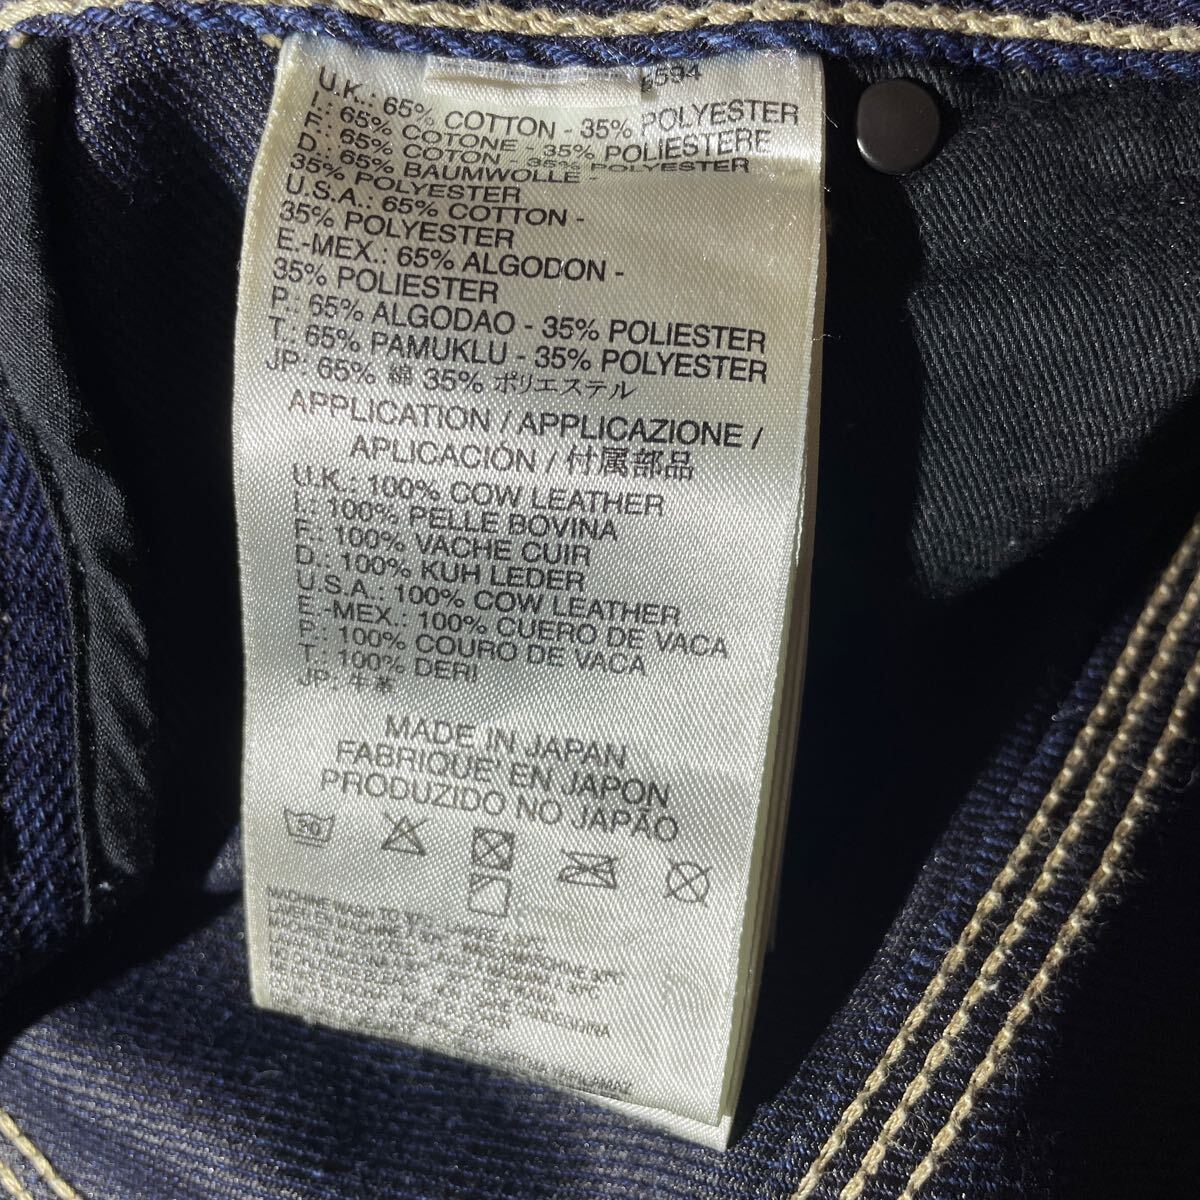 U.K.: 65% COTTON - 35% POLYESTER
I.: 65% COTONE - 35% POLIESTERE
F.: 65% COTON - 35% POLYESTER
D.: 65% BAUMWOLLE -
35% POLYESTER
U.S.A.: 65% COTTON -
35% POLYESTER
E.-MEX.: 65% ALGODON -
35% POLIESTER
P.: 65% ALGODAO - 35% POLIESTER
T.: 65% PAMUKLU - 35% POLYESTER
JP: 65% 綿 35% ポリエステル
APPLICATION / APPLICAZIONE /
APLICACIÓN / 付属部品
U.K.: 100% COW LEATHER
I.: 100% PELLE BOVINA
F.: 100% VACHE CUIR
D.: 100% KUH LEDER
U.S.A.: 100% COW LEATHER
E.-MEX.: 100% CUERO DE VACA
P.: 100% COURO DE VACA
T.: 100% DERI
JP: 牛革
MADE IN JAPAN
FABRIQUE' EN JAPON
PRODUZIDO NO JAPÃO
MACHINE WASH